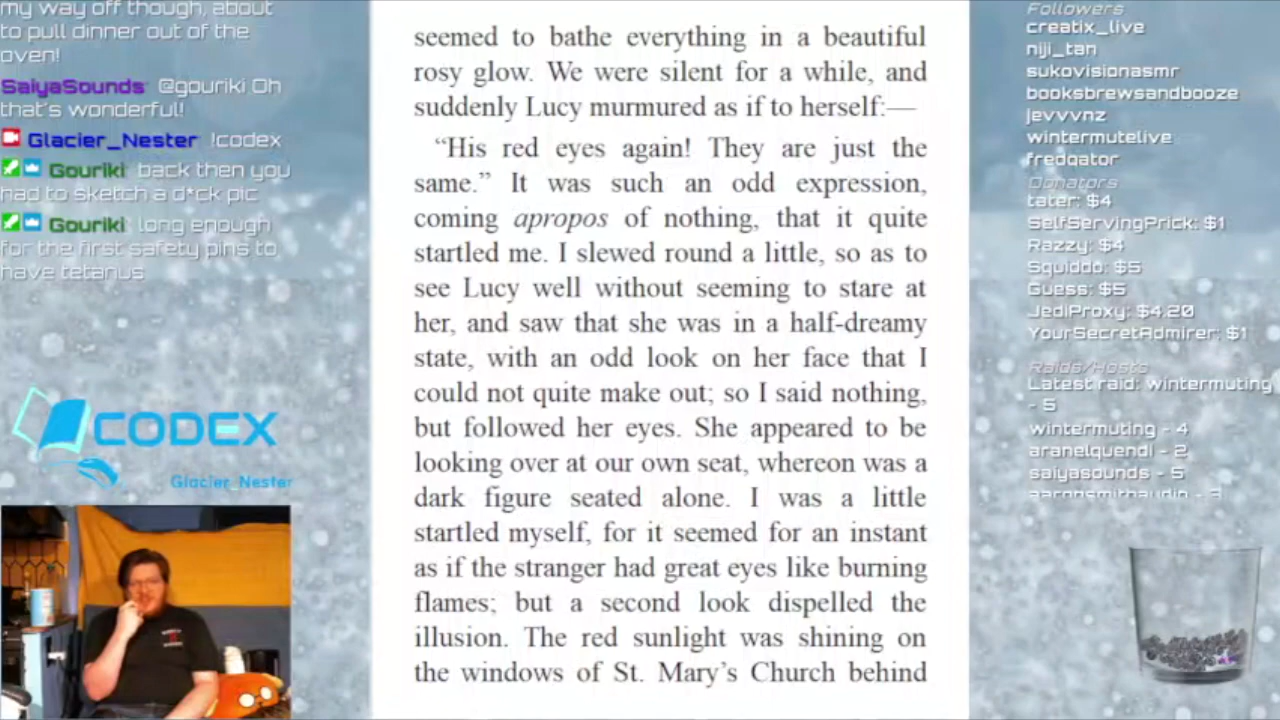 my way off though, about
to pull dinner out of the
oven!
SaiyaSounds @gouriki Oh
that's wonderful!
Glacier_Nester !codex
Gouriki back then you
had to sketch a d*ck pic
Gouriki long enough
for the first safety pins to
have tetanus
CODEX
Glacier_Nester
seemed to bathe everything in a beautiful
rosy glow. We were silent for a while, and
suddenly Lucy murmured as if to herself:—
“His red eyes again! They are just the
same.” It was such an odd expression,
coming apropos of nothing, that it quite
startled me. I slewed round a little, so as to
see Lucy well without seeming to stare at
her, and saw that she was in a half-dreamy
state, with an odd look on her face that I
could not quite make out; so I said nothing,
but followed her eyes. She appeared to be
looking over at our own seat, whereon was a
dark figure seated alone. I was a little
startled myself, for it seemed for an instant
as if the stranger had great eyes like burning
flames; but a second look dispelled the
illusion. The red sunlight was shining on
the windows of St. Mary’s Church behind
Followers
creatix_live
niji_tan
sukovisionasmr
booksbrewsandbooze
jevvvnz
wintermutelive
fredgator
Donators
tater: $4
SelfServingPrick: $1
Razzy: $4
Squiddo: $5
Guess: $5
JediProxy: $4.20
YourSecretAdmirer: $1
Raids/Hosts
Latest raid: wintermuting
- 5
wintermuting - 4
aranelquendi - 2
saiyasounds - 5
aaronsmithaudio - 3